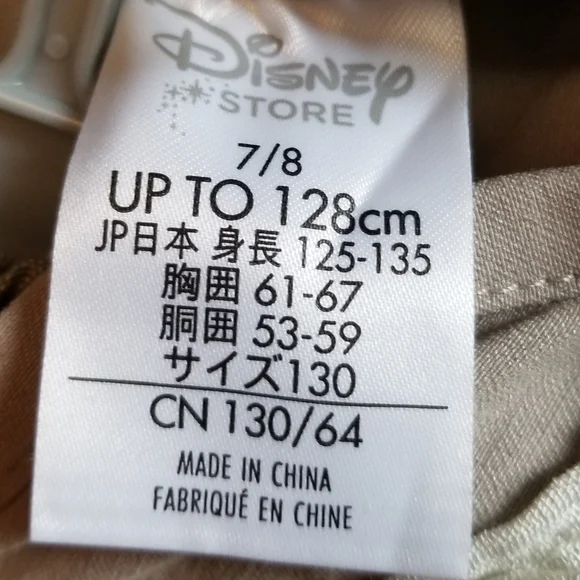 Disney
STORE
7/8
UP TO 128cm
JP日本 身長 125-135
胸囲 61-67
胴囲 53-59
サイズ130
CN 130/64
MADE IN CHINA
FABRIQUÉ EN CHINE